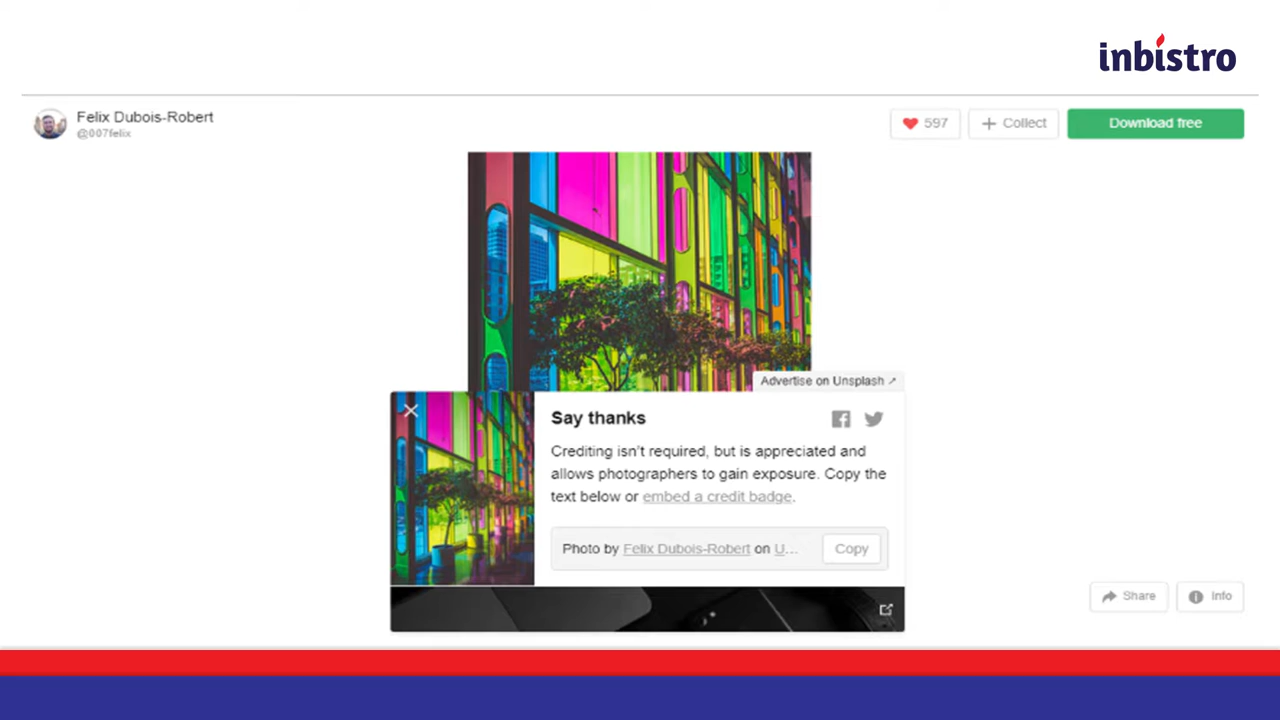 inbistro
Felix Dubois-Robert
@007felix
597
Collect
Download free
Advertise on Unsplash
Say thanks
Crediting isn't required, but is appreciated and
allows photographers to gain exposure. Copy the
text below or embed a credit badge.
Photo by Felix Dubois-Robert on U...
Copy
Share
Info